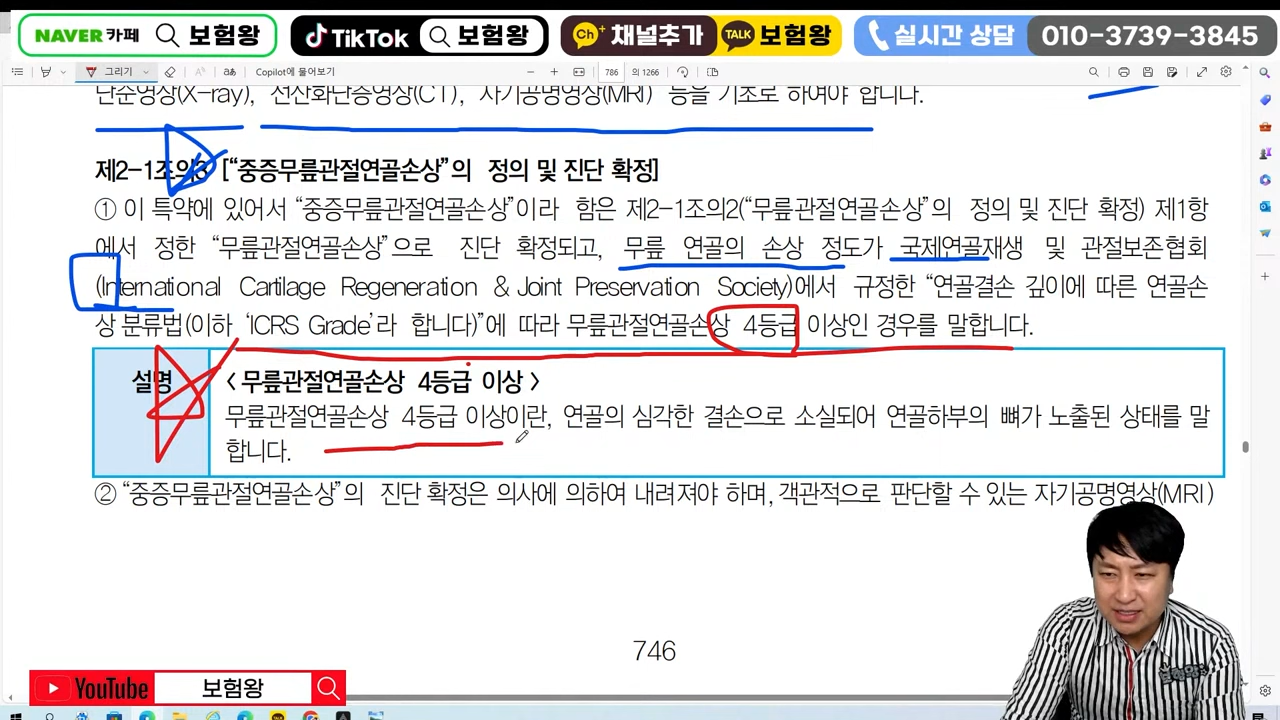 NAVER 카페 보험왕
TikTok 보험왕
Ch+ 채널추가 TALK 보험왕
실시간 상담 010-3739-3845
그리기 Copilot에 물어보기 786 의 1266
단순영상(X-ray), 전산화단층영상(CT), 자기공명영상(MRI) 등을 기초로 하여야 합니다.
제2-1조의3 [“중증무릎관절연골손상”의 정의 및 진단 확정]
① 이 특약에 있어서 “중증무릎관절연골손상”이라 함은 제2-1조의2(“무릎관절연골손상”의 정의 및 진단 확정) 제1항
에서 정한 “무릎관절연골손상”으로 진단 확정되고, 무릎 연골의 손상 정도가 국제연골재생 및 관절보존협회
(International Cartilage Regeneration & Joint Preservation Society)에서 규정한 “연골결손 깊이에 따른 연골손
상 분류법(이하 ‘ICRS Grade’라 합니다)”에 따라 무릎관절연골손상 4등급 이상인 경우를 말합니다.
설명
< 무릎관절연골손상 4등급 이상 >
무릎관절연골손상 4등급 이상이란, 연골의 심각한 결손으로 소실되어 연골하부의 뼈가 노출된 상태를 말
합니다.
② “중증무릎관절연골손상”의 진단 확정은 의사에 의하여 내려져야 하며, 객관적으로 판단할 수 있는 자기공명영상(MRI)
746
YouTube 보험왕